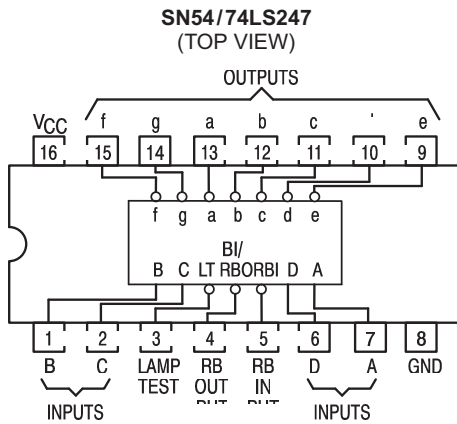 SN54/74LS247
(TOP VIEW)
OUTPUTS
VCC f g a b c ' e
16 15 14 13 12 11 10 9
f g a b c d e
BI/
B C LT RBO RBI D A
1 2 3 4 5 6 7 8
B C LAMP RB RB D A GND
TEST OUT IN
INPUTS INPUTS